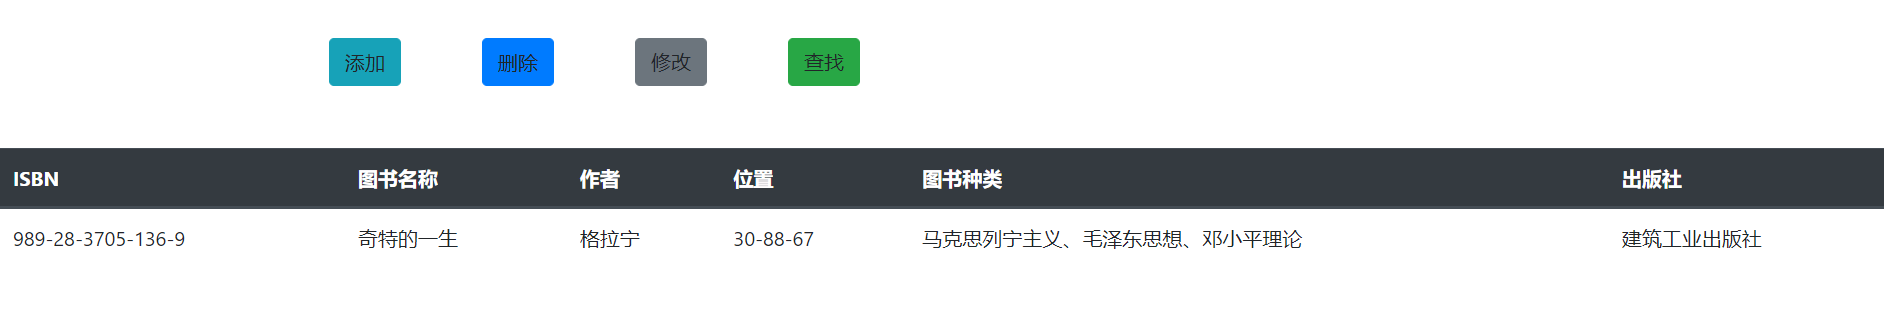 添加 删除 修改 查找
ISBN 图书名称 作者 位置 图书种类 出版社
989-28-3705-136-9 奇特的一生 格拉宁 30-88-67 马克思列宁主义、毛泽东思想、邓小平理论 建筑工业出版社